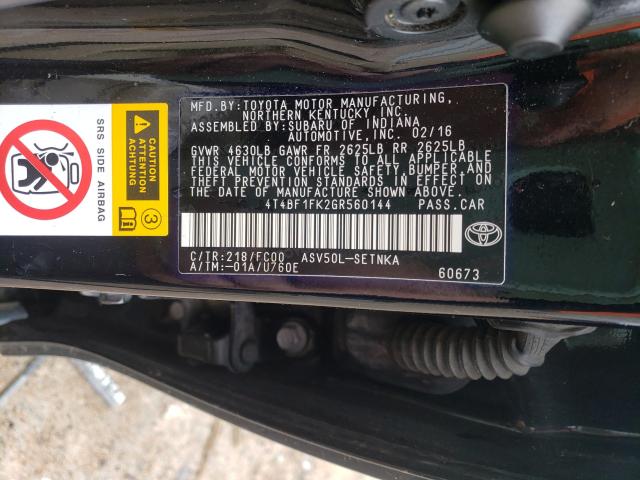 MFD.BY:TOYOTA MOTOR MANUFACTURING,
NORTHERN KENTUCKY,INC.
ASSEMBLED BY:SUBARU OF INDIANA
AUTOMOTIVE,INC. 02/16
GVWR 4630LB GAWR FR 2625LB RR 2625LB
THIS VEHICLE CONFORMS TO ALL APPLICABLE
FEDERAL MOTOR VEHICLE SAFETY, BUMPER, AND
THEFT PREVENTION STANDARDS IN EFFECT ON
THE DATE OF MANUFACTURE SHOWN ABOVE.
4T4BF1FK2GR560144 PASS.CAR
C/TR:218/FC00 ASV50L-SETNKA
A/TM:-01A/U760E 60673
SRS SIDE AIRBAG
CAUTION
ATTENTION
ACHTUNG
3